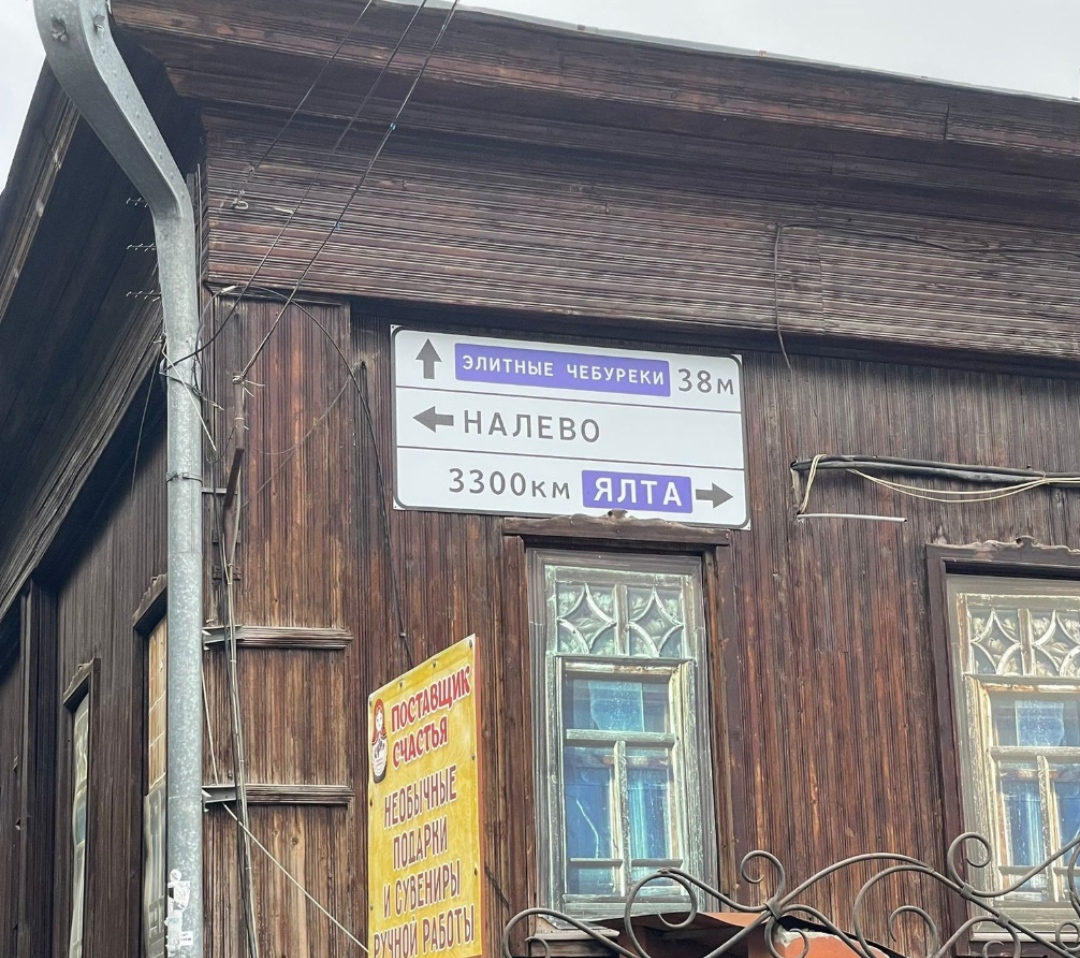 ЭЛИТНЫЕ ЧЕБУРЕКИ 38м
НАЛЕВО
3300км ЯЛТА
ПОСТАВЩИК
СЧАСТЬЯ
НЕОБЫЧНЫЕ
ПОДАРКИ
И СУВЕНИРЫ
РУЧНОЙ РАБОТЫ